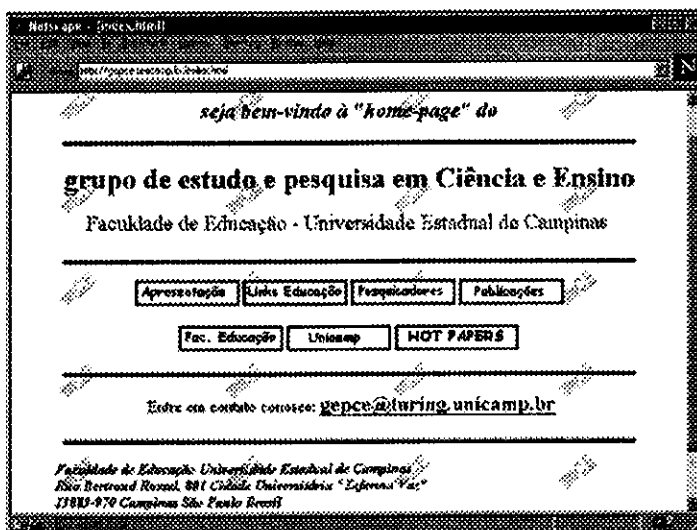 Netscape - [index.html]
seja bem-vindo à "home-page" do
grupo de estudo e pesquisa em Ciência e Ensino
Faculdade de Educação - Universidade Estadual de Campinas
Apresentação Links Educação Pesquisadores Publicações
Fac. Educação Unicamp HOT PAPERS
Entre em contato conosco: gepce@turing.unicamp.br
Faculdade de Educação Universidade Estadual de Campinas
Rua Bertrand Russel, 801 Cidade Universitária "Zeferino Vaz"
13083-970 Campinas São Paulo Brasil